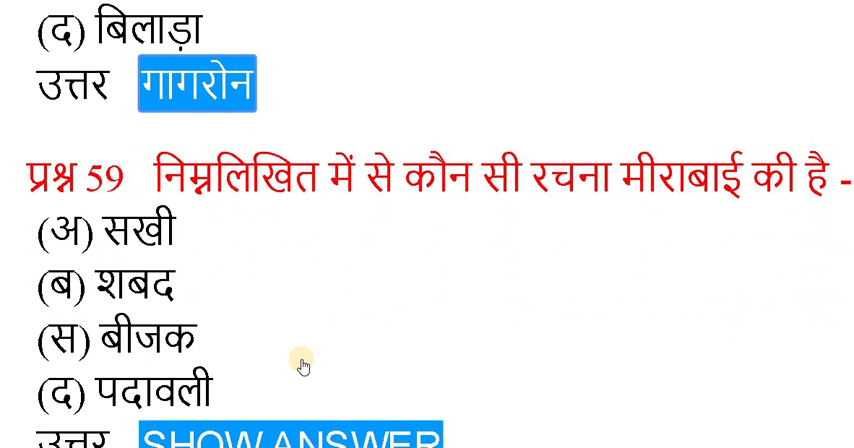 (द) बिलाड़ा
उत्तर गागरोन
प्रश्न 59 निम्नलिखित में से कौन सी रचना मीराबाई की है -
(अ) सखी
(ब) शबद
(स) बीजक
(द) पदावली
उत्तर SHOW ANSWER